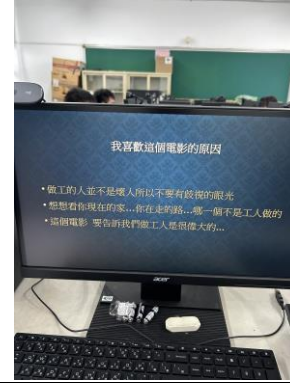 我喜歡這個電影的原因
• 做工的人並不是壞人所以不要有歧視的眼光
• 想想看你現在的家...你在走的路...哪一個不是工人做的
• 這個電影 要告訴我們做工人是很偉大的...
acer